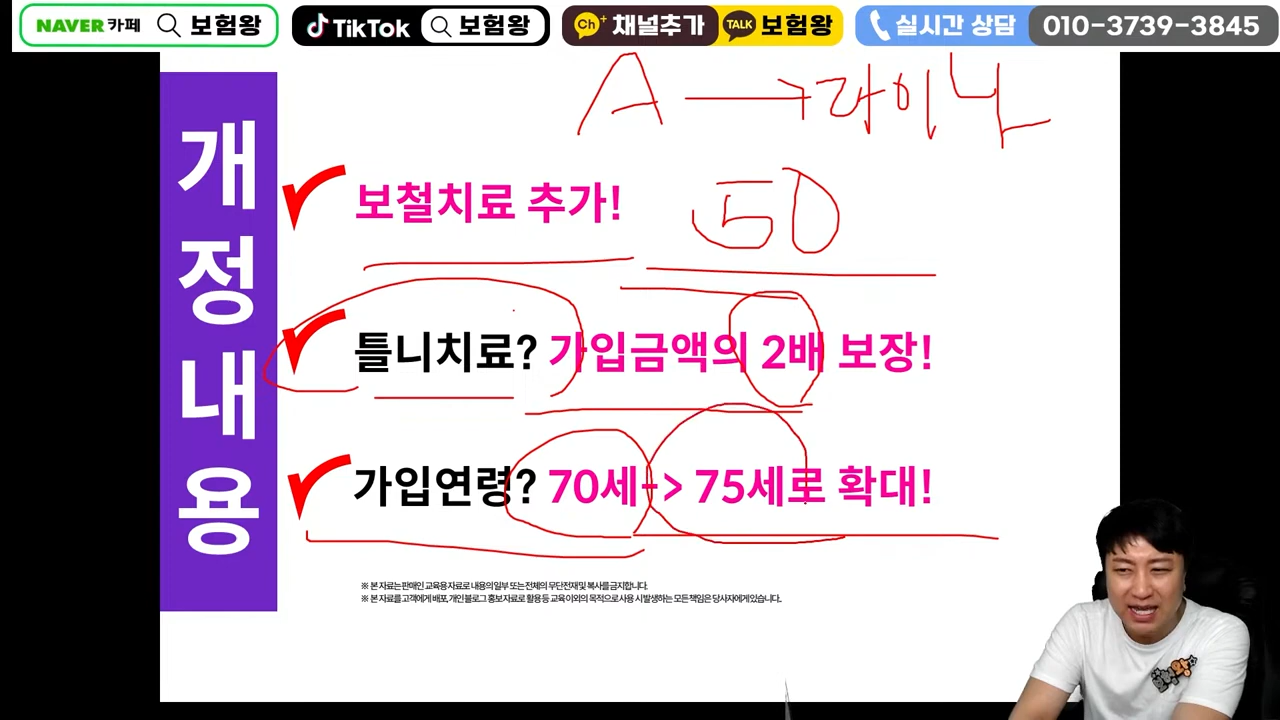 NAVER 카페 보험왕
TikTok 보험왕
Ch+ 채널추가 TALK 보험왕
실시간 상담 010-3739-3845
A → 라이나
개정내용
보철치료 추가!
50
틀니치료? 가입금액의 2배 보장!
가입연령? 70세-> 75세로 확대!
※ 본 자료는 판매인 교육용 자료로 내용의 일부 또는 전체의 무단전재 및 복사를 금지합니다.
※ 본 자료를 고객에게 배포, 개인 블로그 홍보자료로 활용 등 교육 이외의 목적으로 사용 시 발생하는 모든 책임은 당사자에게 있습니다.